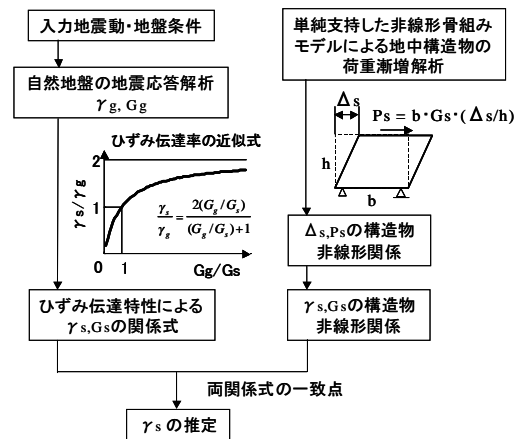 入力地震動・地盤条件
自然地盤の地震応答解析
γg, Gg
ひずみ伝達率の近似式
2
1
0
1
γs/γg
Gg/Gs
γs/γg = 2(Gg/Gs)/((Gg/Gs)+1)
ひずみ伝達特性による
γs,Gsの関係式
単純支持した非線形骨組み
モデルによる地中構造物の
荷重漸増解析
Δs
Ps = b・Gs・(Δs/h)
h
b
Δs,Psの構造物
非線形関係
γs,Gsの構造物
非線形関係
両関係式の一致点
γsの推定